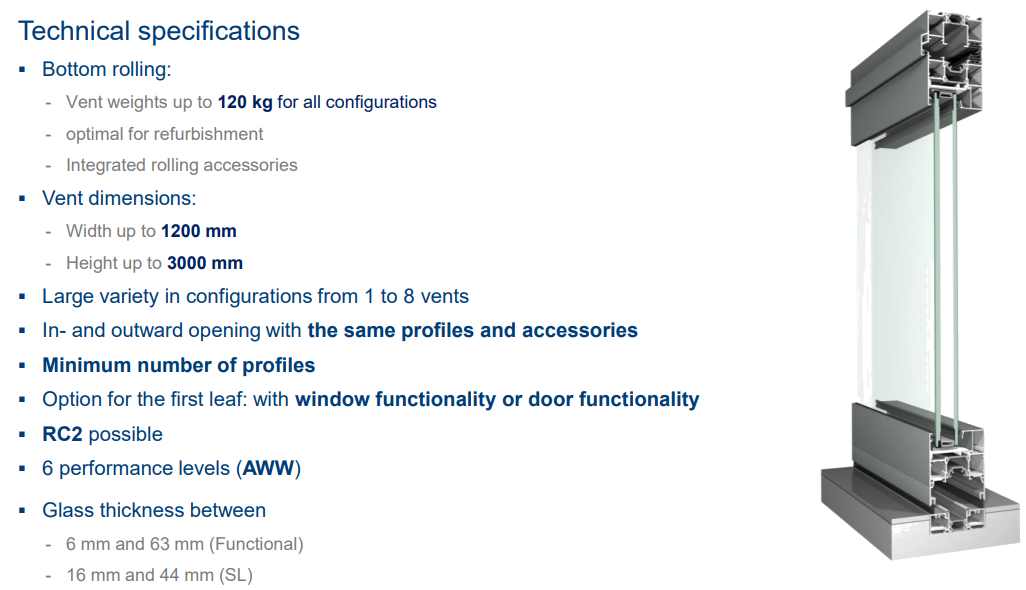 Technical specifications
▪ Bottom rolling:
- Vent weights up to 120 kg for all configurations
- optimal for refurbishment
- Integrated rolling accessories
▪ Vent dimensions:
- Width up to 1200 mm
- Height up to 3000 mm
▪ Large variety in configurations from 1 to 8 vents
▪ In- and outward opening with the same profiles and accessories
▪ Minimum number of profiles
▪ Option for the first leaf: with window functionality or door functionality
▪ RC2 possible
▪ 6 performance levels (AWW)
▪ Glass thickness between
- 6 mm and 63 mm (Functional)
- 16 mm and 44 mm (SL)